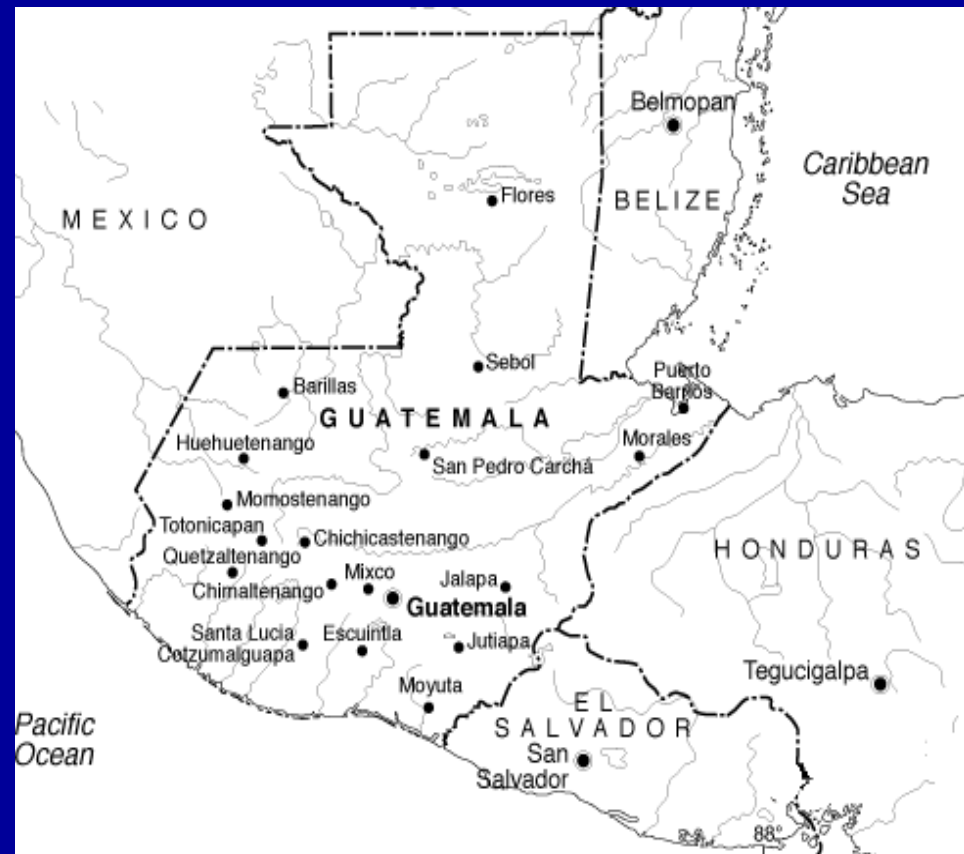 Belmopan
Caribbean
Sea
Flores
BELIZE
MEXICO
Sebol
Puerto
Barrios
Barillas
GUATEMALA
Huehuetenango
Morales
San Pedro Carchá
Momostenango
Totonicapan
Chichicastenango
HONDURAS
Quetzaltenango
Mixco
Jalapa
Chimaltenango
Guatemala
Santa Lucia
Cotzumalguapa
Escuintla
Jutiapa
Tegucigalpa
Moyuta
EL
SALVADOR
Pacific
Ocean
San
Salvador
88°